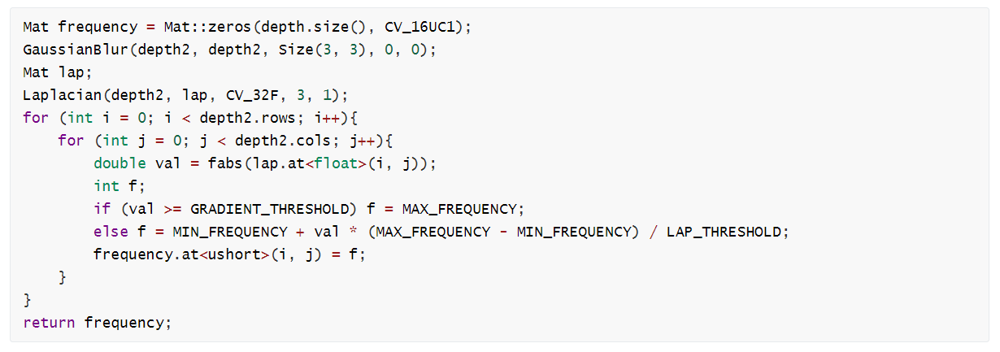 Mat frequency = Mat::zeros(depth.size(), CV_16UC1);
GaussianBlur(depth2, depth2, Size(3, 3), 0, 0);
Mat lap;
Laplacian(depth2, lap, CV_32F, 3, 1);
for (int i = 0; i < depth2.rows; i++){
    for (int j = 0; j < depth2.cols; j++){
        double val = fabs(lap.at<float>(i, j));
        int f;
        if (val >= GRADIENT_THRESHOLD) f = MAX_FREQUENCY;
        else f = MIN_FREQUENCY + val * (MAX_FREQUENCY - MIN_FREQUENCY) / LAP_THRESHOLD;
        frequency.at<ushort>(i, j) = f;
    }
}
return frequency;